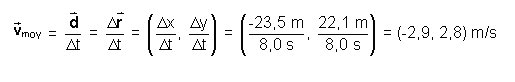 v⃗moy = d⃗/Δt = Δr⃗/Δt = (Δx/Δt, Δy/Δt) = (-23,5 m/8,0 s, 22,1 m/8,0 s) = (-2,9, 2,8) m/s